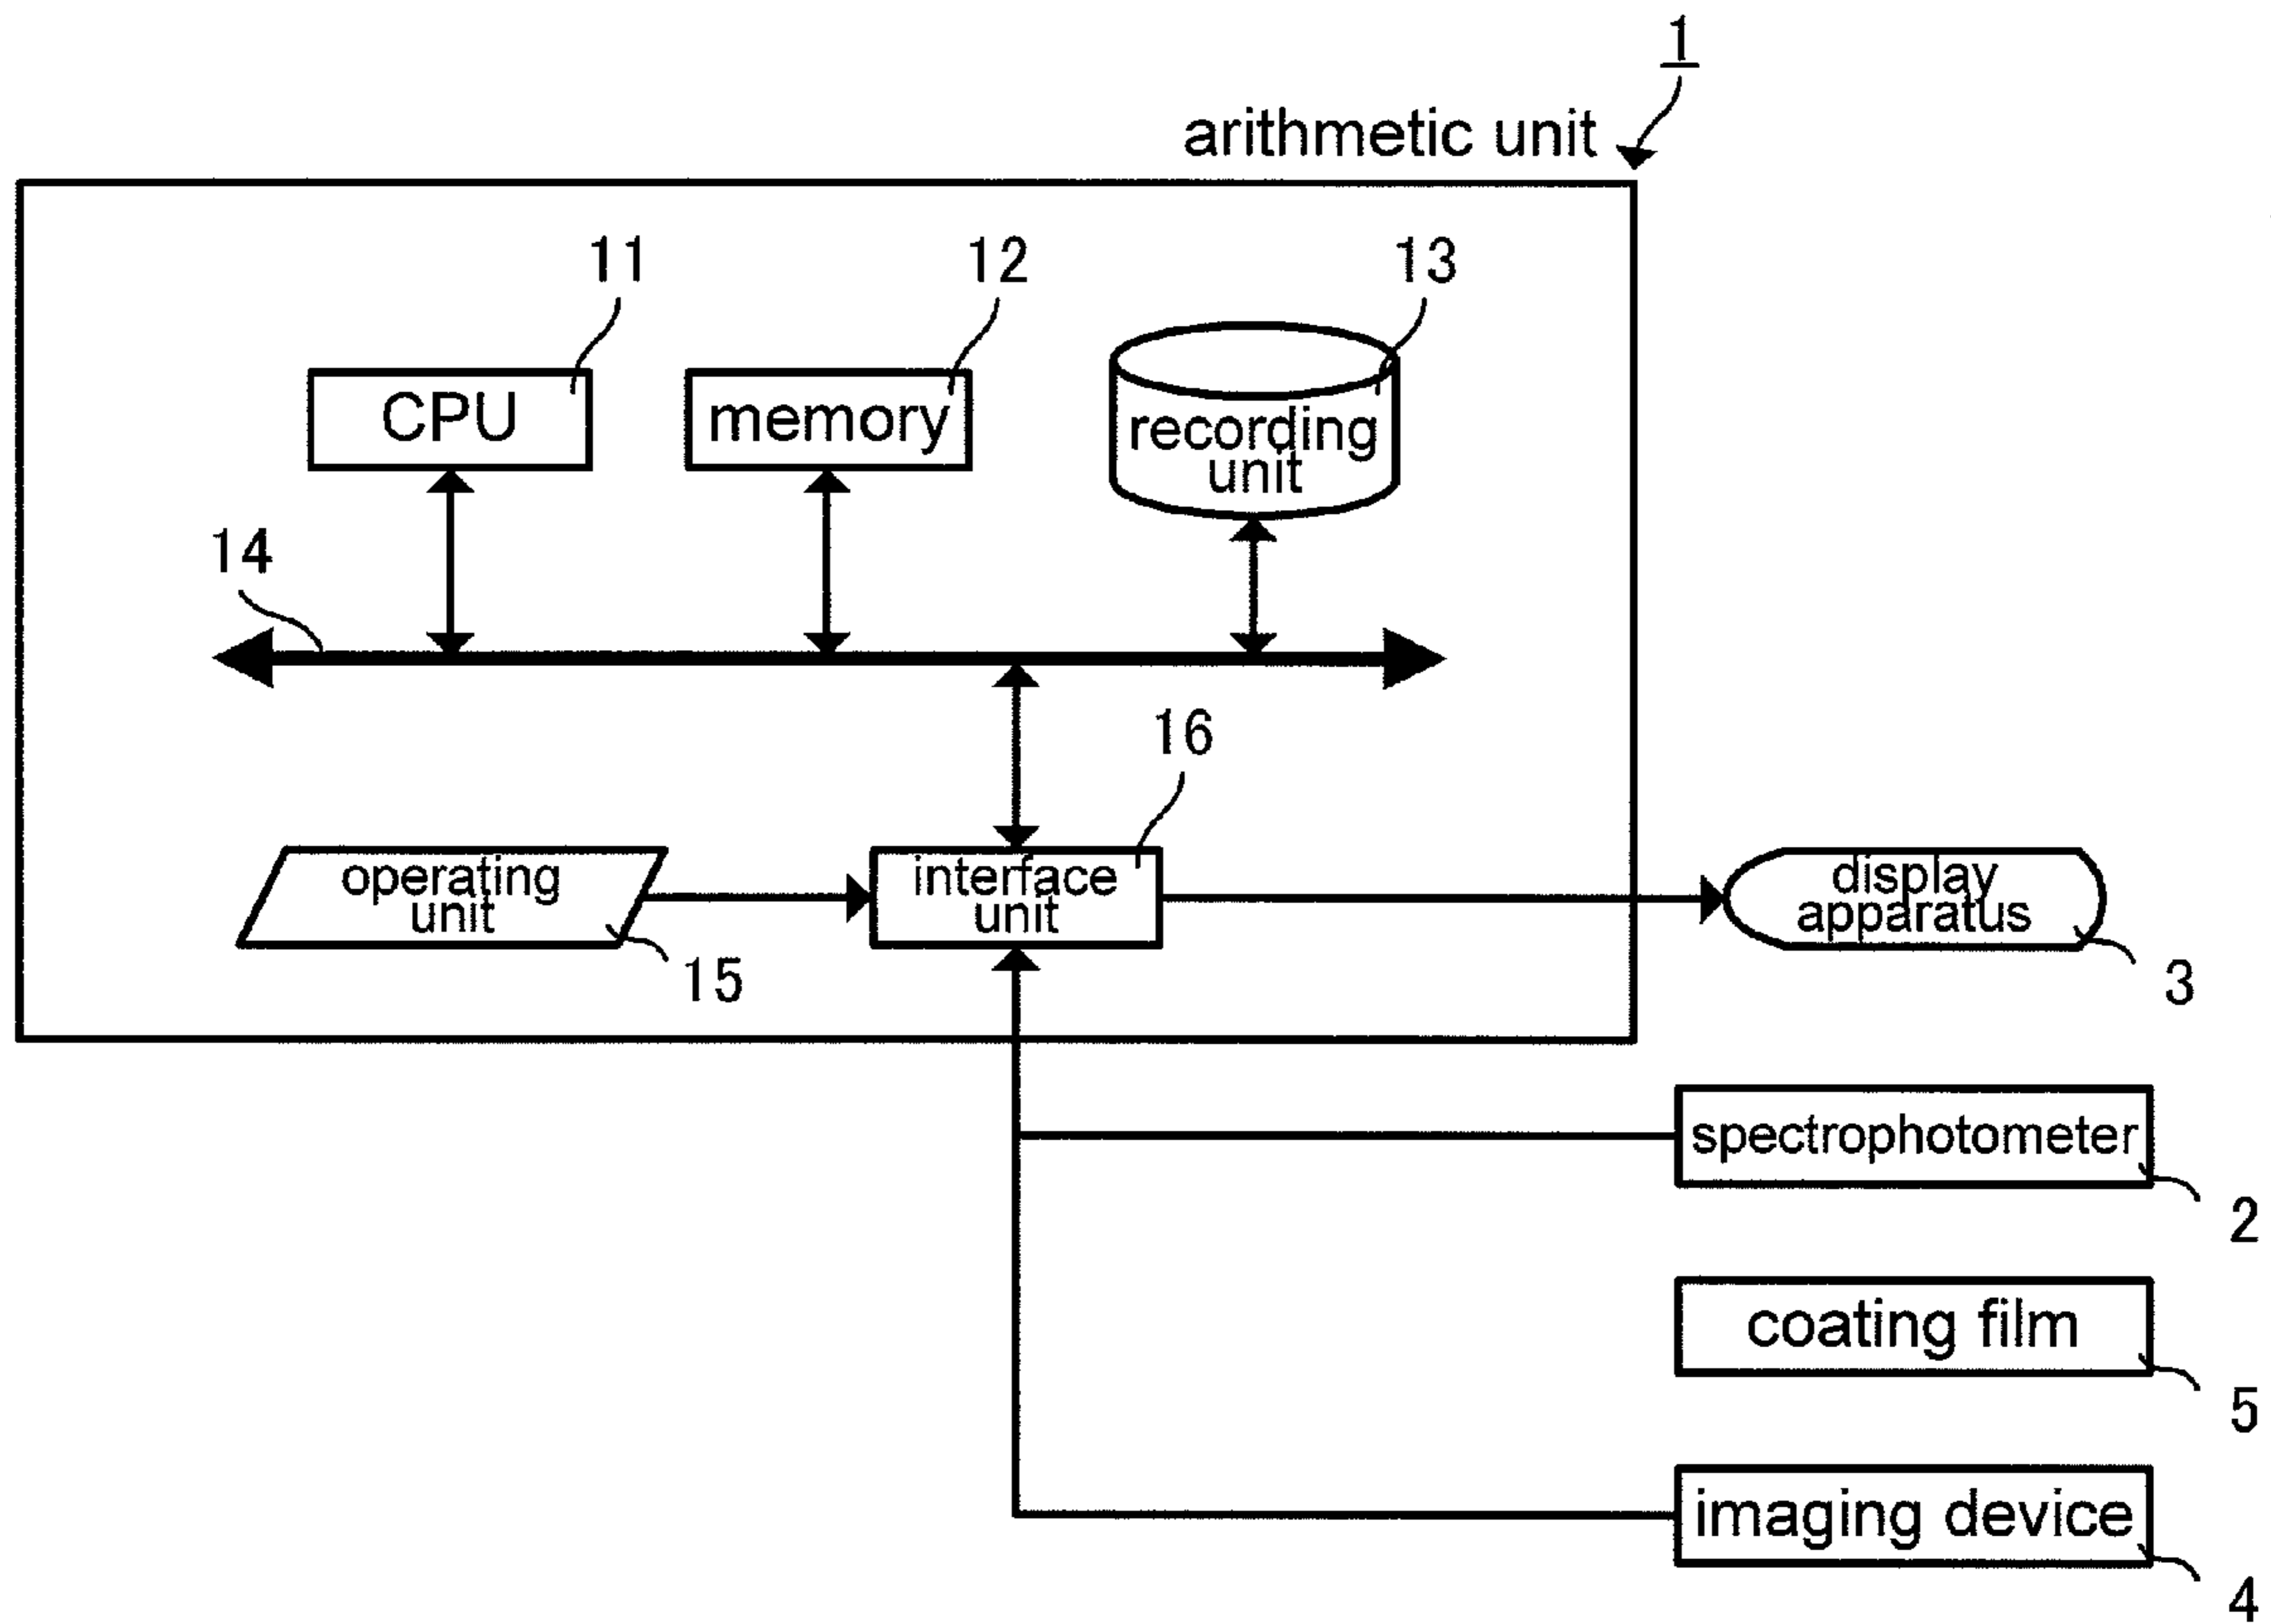 1
arithmetic unit
11
12
13
CPU
memory
recording
unit
14
16
operating
unit
interface
unit
display
apparatus
15
3
spectrophotometer
2
coating film
5
imaging device
4